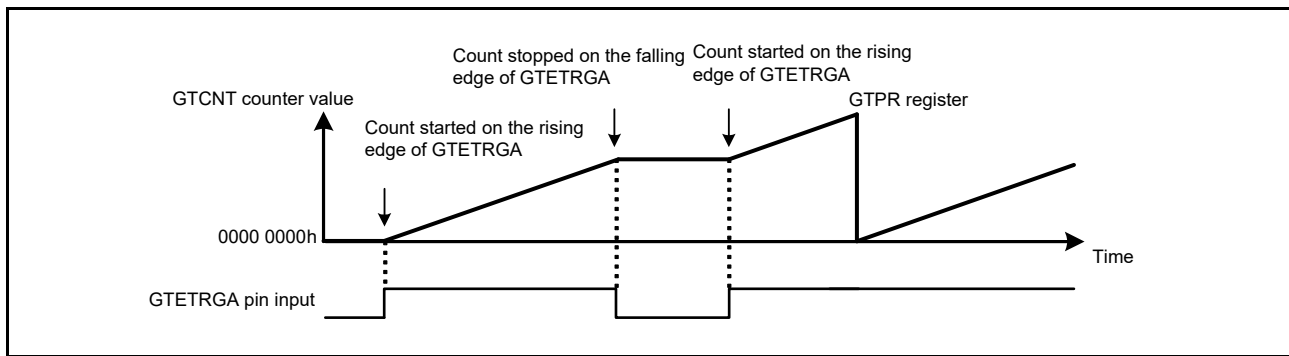 Count stopped on the falling
edge of GTETRGA
Count started on the rising
edge of GTETRGA
GTCNT counter value
GTPR register
Count started on the rising
edge of GTETRGA
0000 0000h
Time
GTETRGA pin input